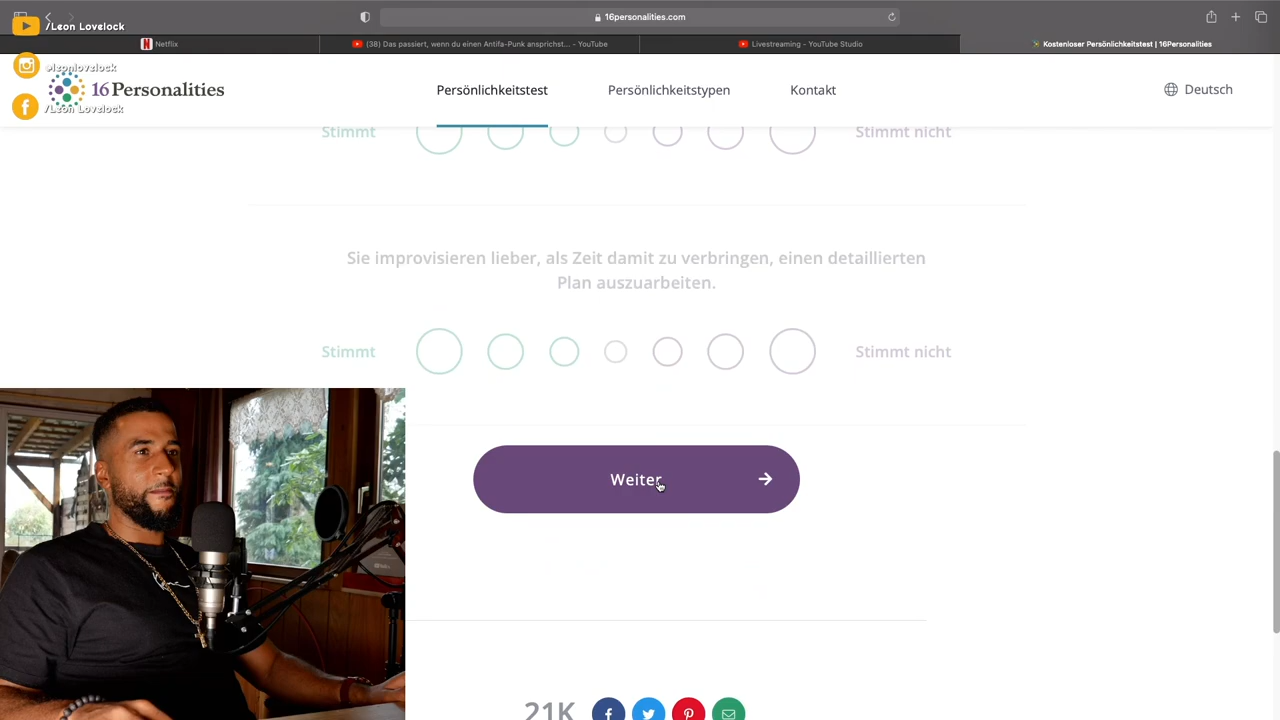 /Leon Lovelock
16personalities.com
Netflix
(38) Das passiert, wenn du einen Antifa-Punk ansprichst... - YouTube
Livestreaming - YouTube Studio
Kostenloser Persönlichkeitstest | 16Personalities
@leonlovelock
/Leon Lovelock
16Personalities
Persönlichkeitstest
Persönlichkeitstypen
Kontakt
Deutsch
Stimmt
Stimmt nicht
Sie improvisieren lieber, als Zeit damit zu verbringen, einen detaillierten
Plan auszuarbeiten.
Stimmt
Stimmt nicht
Weiter
21K